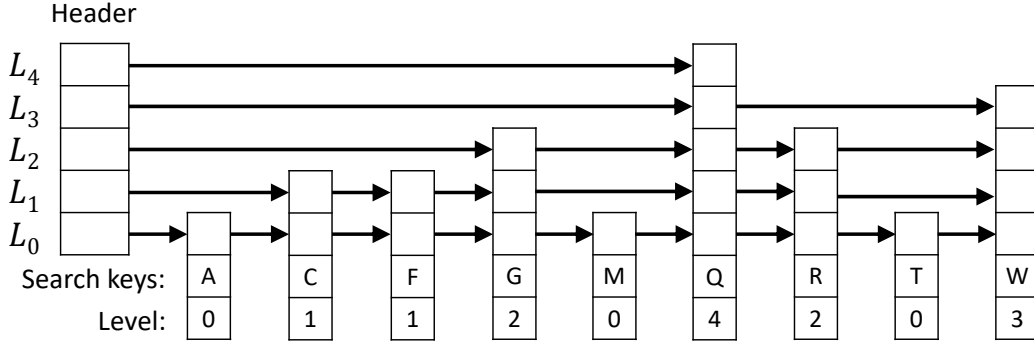 Header
L₄
L₃
L₂
L₁
L₀
Search keys: A C F G M Q R T W
Level: 0 1 1 2 0 4 2 0 3